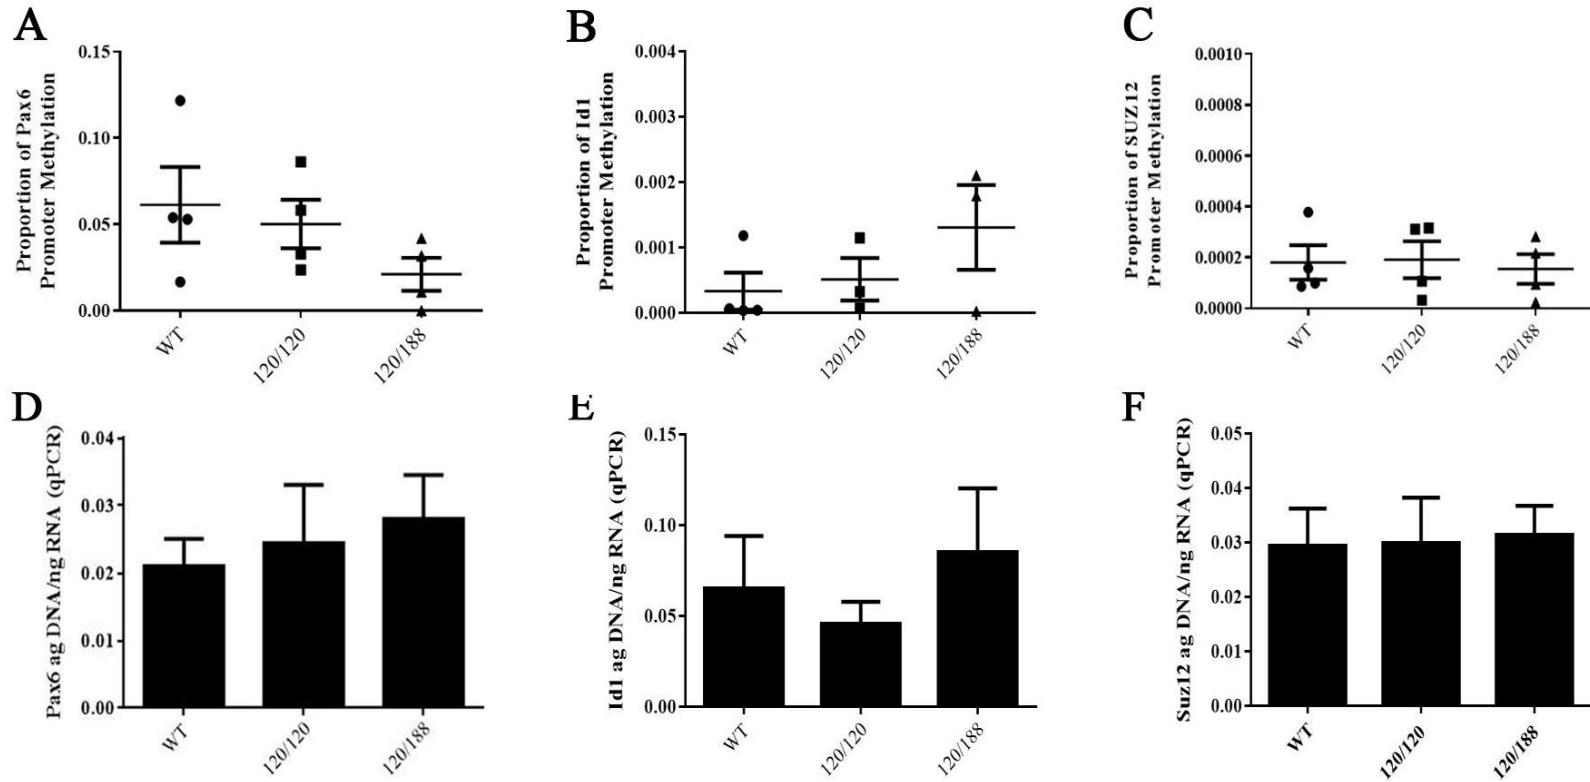 A
Proportion of Pax6
Promoter Methylation
0.15
0.10
0.05
0.00
WT
120/120
120/188
B
Proportion of Id1
Promoter Methylation
0.004
0.003
0.002
0.001
0.000
WT
120/120
120/188
C
Proportion of SUZ12
Promoter Methylation
0.0010
0.0008
0.0006
0.0004
0.0002
0.0000
WT
120/120
120/188
D
Pax6 ag DNA/ng RNA (qPCR)
0.04
0.03
0.02
0.01
0.00
WT
120/120
120/188
E
Id1 ag DNA/ng RNA (qPCR)
0.15
0.10
0.05
0.00
WT
120/120
120/188
F
Suz12 ag DNA/ng RNA (qPCR)
0.05
0.04
0.03
0.02
0.01
0.00
WT
120/120
120/188